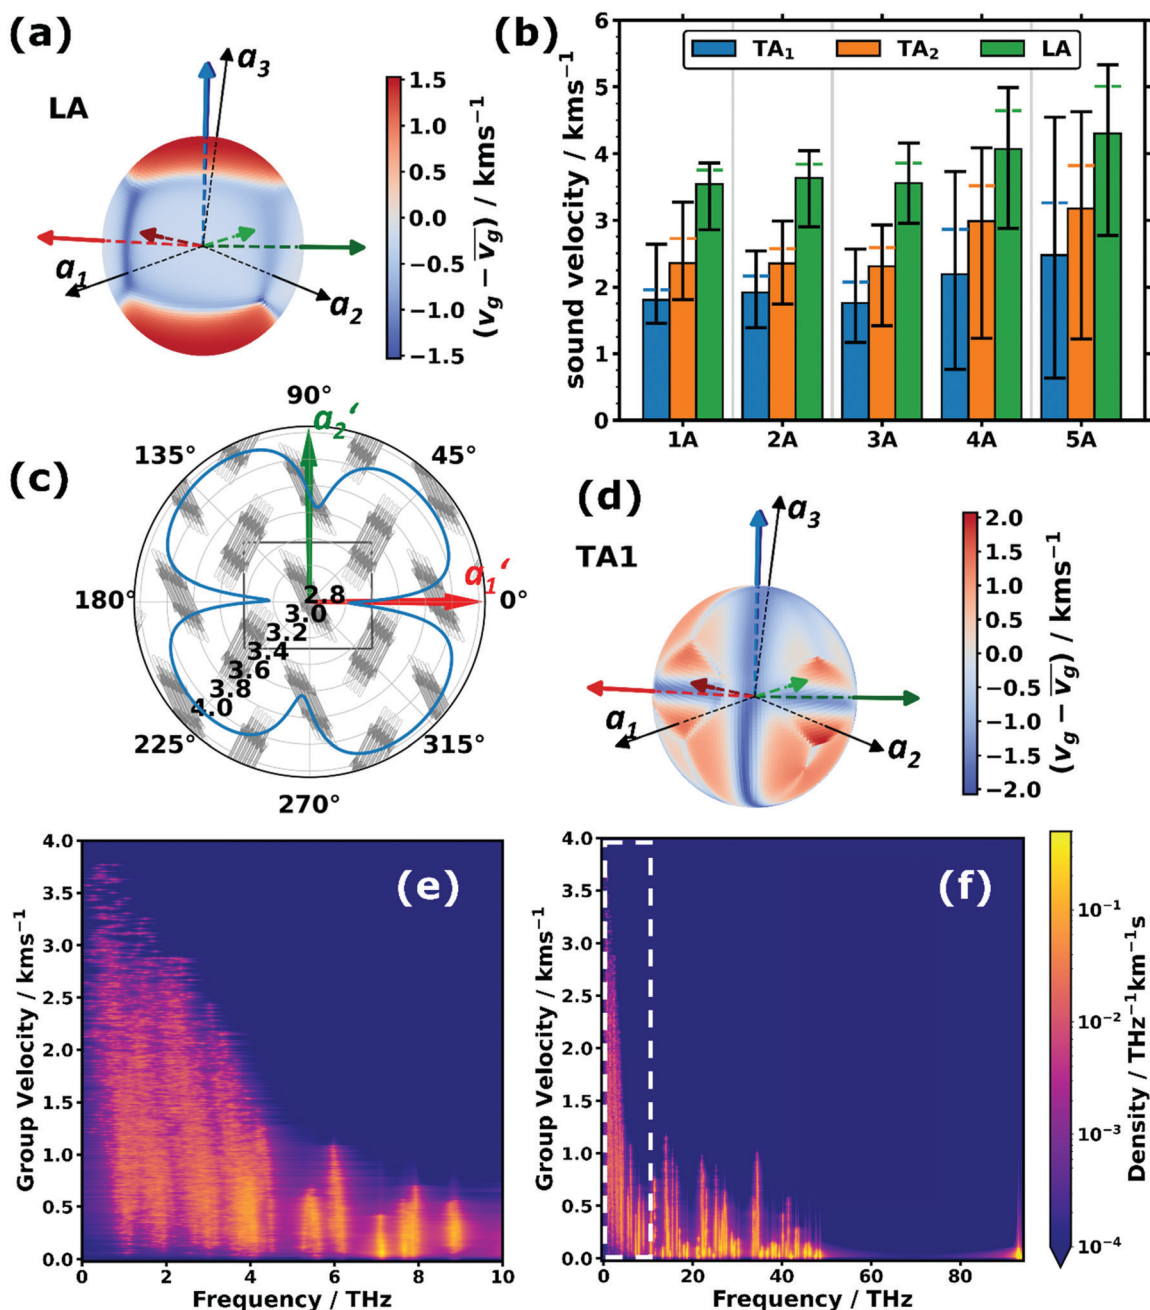 (a)
LA
a3
a1
a2
1.5
1.0
0.5
0.0
−0.5
−1.0
−1.5
(vg − vg) / kms−1
(b)
TA1 TA2 LA
sound velocity / kms−1
6
5
4
3
2
1
0
1A 2A 3A 4A 5A
(c)
90°
a2‘
135° 45°
180° a1‘ 0°
2.8
3.0
3.2
3.4
3.6
3.8
4.0
225° 315°
270°
(d)
TA1
a3
a1
a2
2.0
1.5
1.0
0.5
0.0
−0.5
−1.0
−1.5
−2.0
(vg − vg) / kms−1
(e)
Group Velocity / kms−1
4.0
3.5
3.0
2.5
2.0
1.5
1.0
0.5
0.0
0 2 4 6 8 10
Frequency / THz
(f)
Group Velocity / kms−1
4.0
3.5
3.0
2.5
2.0
1.5
1.0
0.5
0.0
0 20 40 60 80
Frequency / THz
10−1
10−2
10−3
10−4
Density / THz−1km−1s